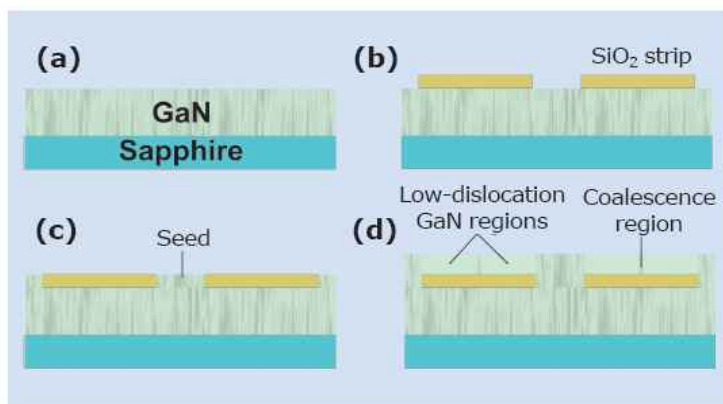 (a)
GaN
Sapphire
(b)
SiO₂ strip
(c)
Seed
(d)
Low-dislocation
GaN regions
Coalescence
region